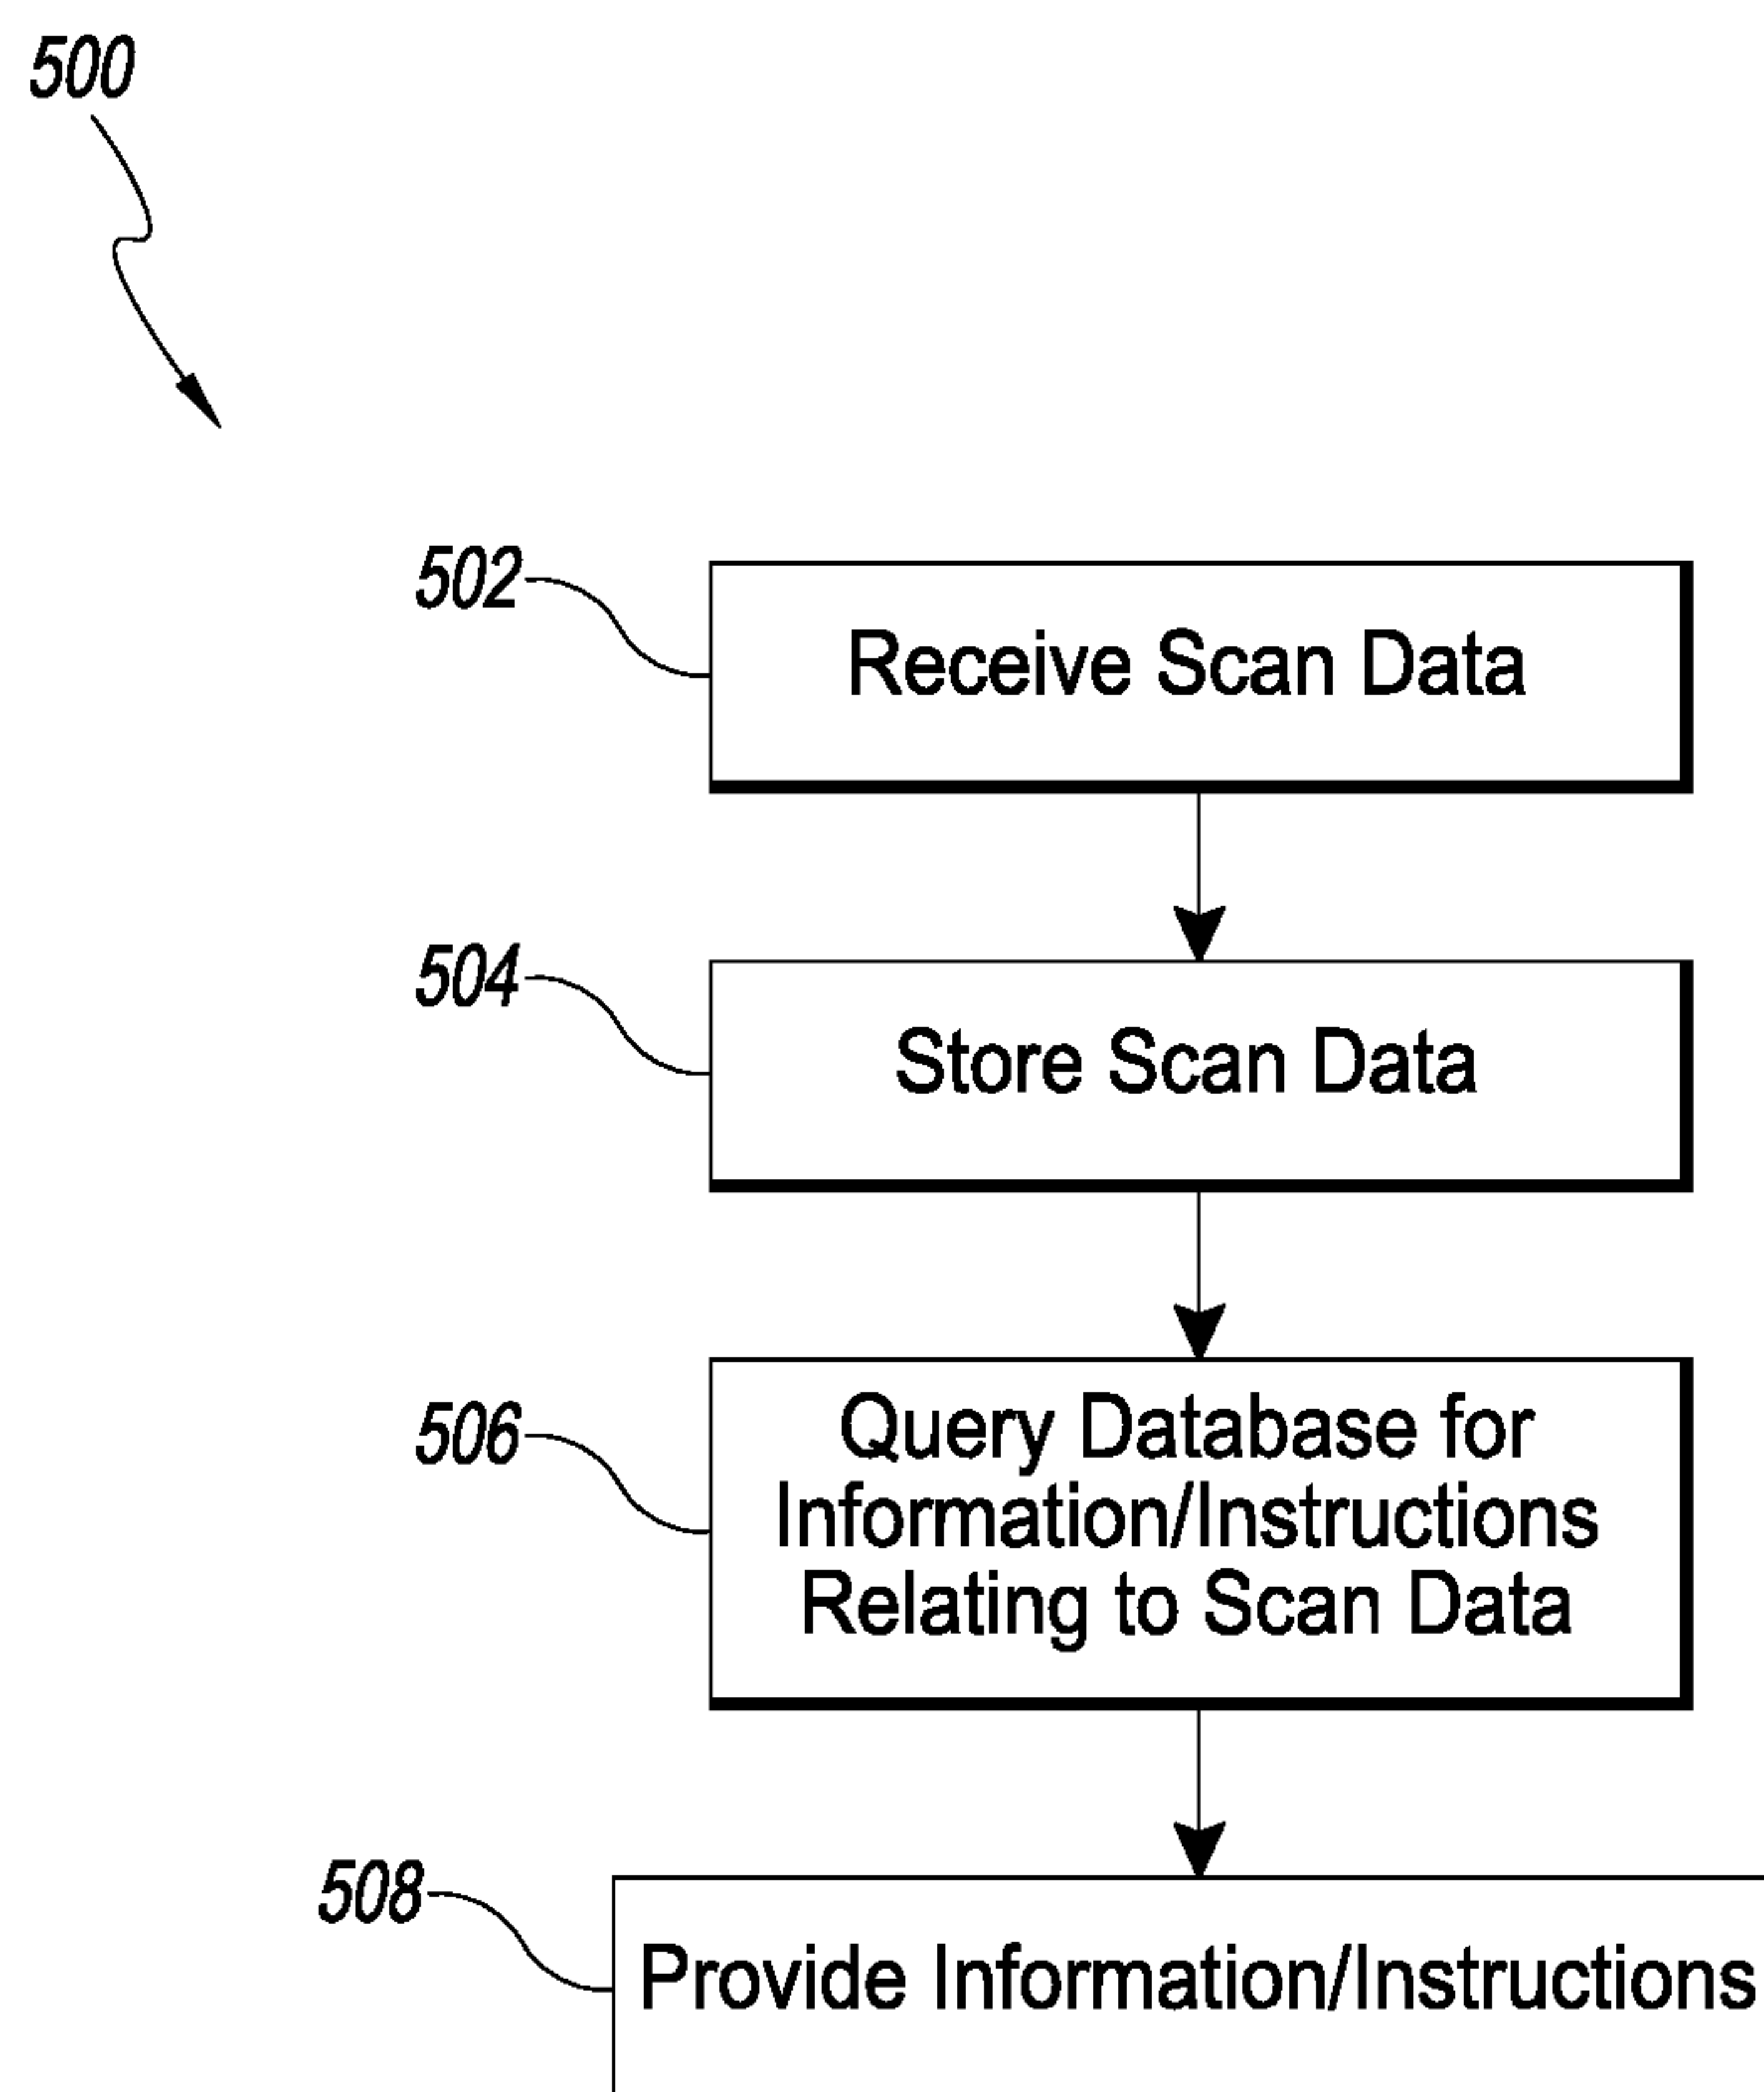 500
502
Receive Scan Data
504
Store Scan Data
506
Query Database for
Information/Instructions
Relating to Scan Data
508
Provide Information/Instructions